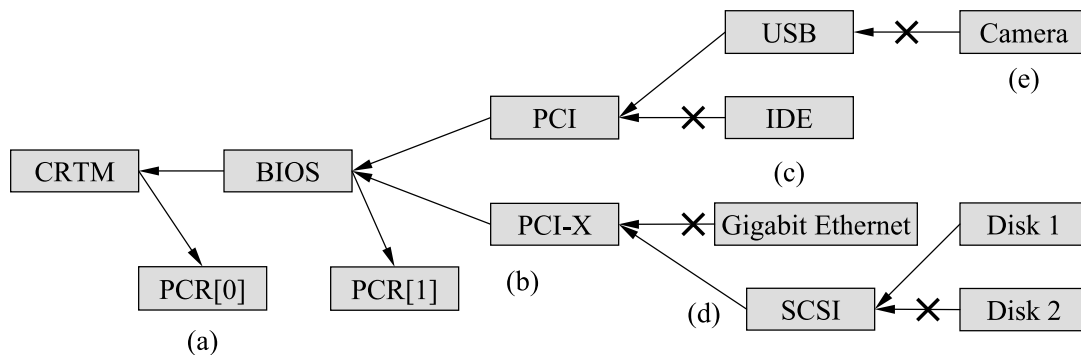 USB
Camera
(e)
PCI
IDE
CRTM
BIOS
(c)
PCI-X
Gigabit Ethernet
Disk 1
PCR[0]
PCR[1]
(b)
(d)
SCSI
Disk 2
(a)